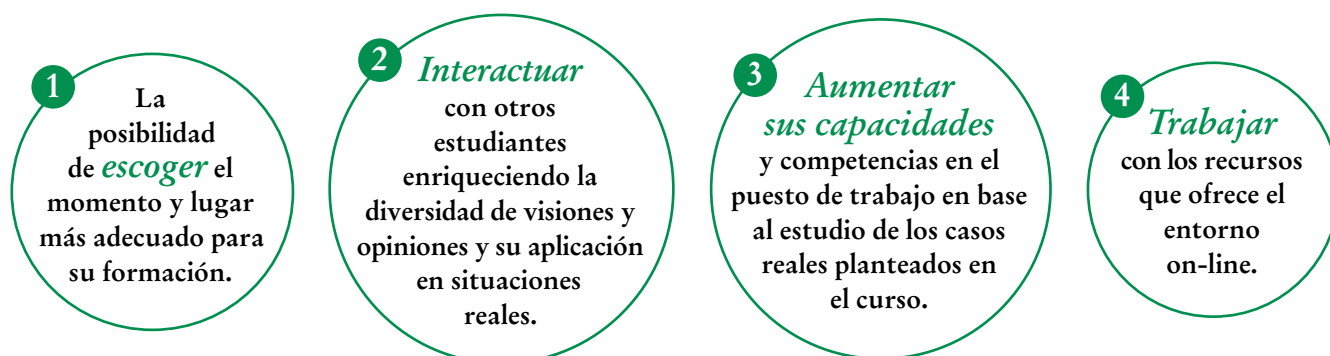 1
La
posibilidad
de escoger el
momento y lugar
más adecuado para
su formación.
2
Interactuar
con otros
estudiantes
enriqueciendo la
diversidad de visiones y
opiniones y su aplicación
en situaciones
reales.
3
Aumentar
sus capacidades
y competencias en el
puesto de trabajo en base
al estudio de los casos
reales planteados en
el curso.
4
Trabajar
con los recursos
que ofrece el
entorno
on-line.